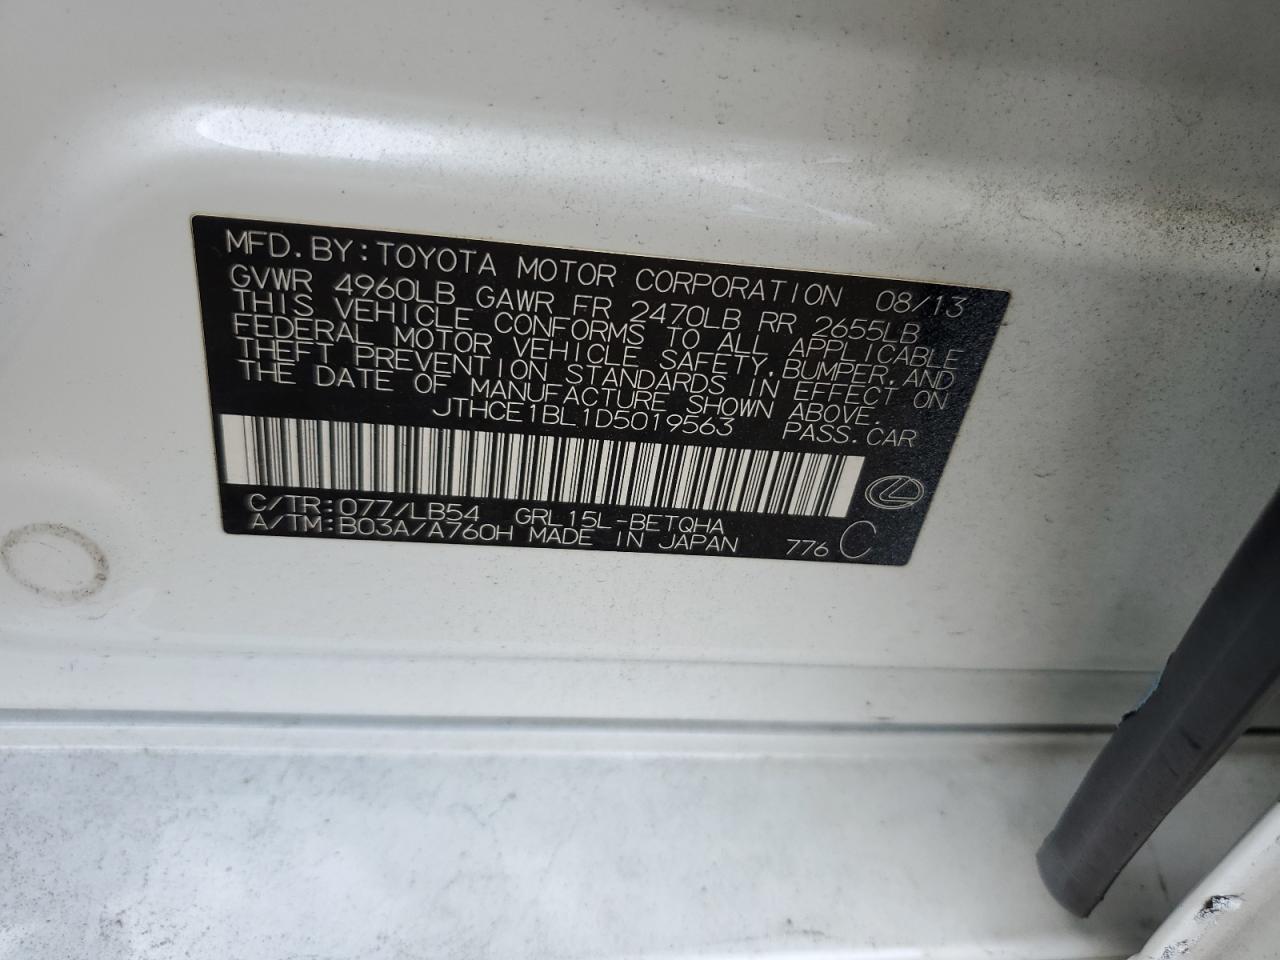 MFD.BY:TOYOTA MOTOR CORPORATION 08/13
GVWR 4960LB GAWR FR 2470LB RR 2655LB
THIS VEHICLE CONFORMS TO ALL APPLICABLE
FEDERAL MOTOR VEHICLE SAFETY,BUMPER,AND
THEFT PREVENTION STANDARDS IN EFFECT ON
THE DATE OF MANUFACTURE SHOWN ABOVE.
JTHCE1BL1D5019563 PASS.CAR
C/TR:077/LB54 GRL15L-BETQHA
A/TM:B03A/A760H MADE IN JAPAN 776 C